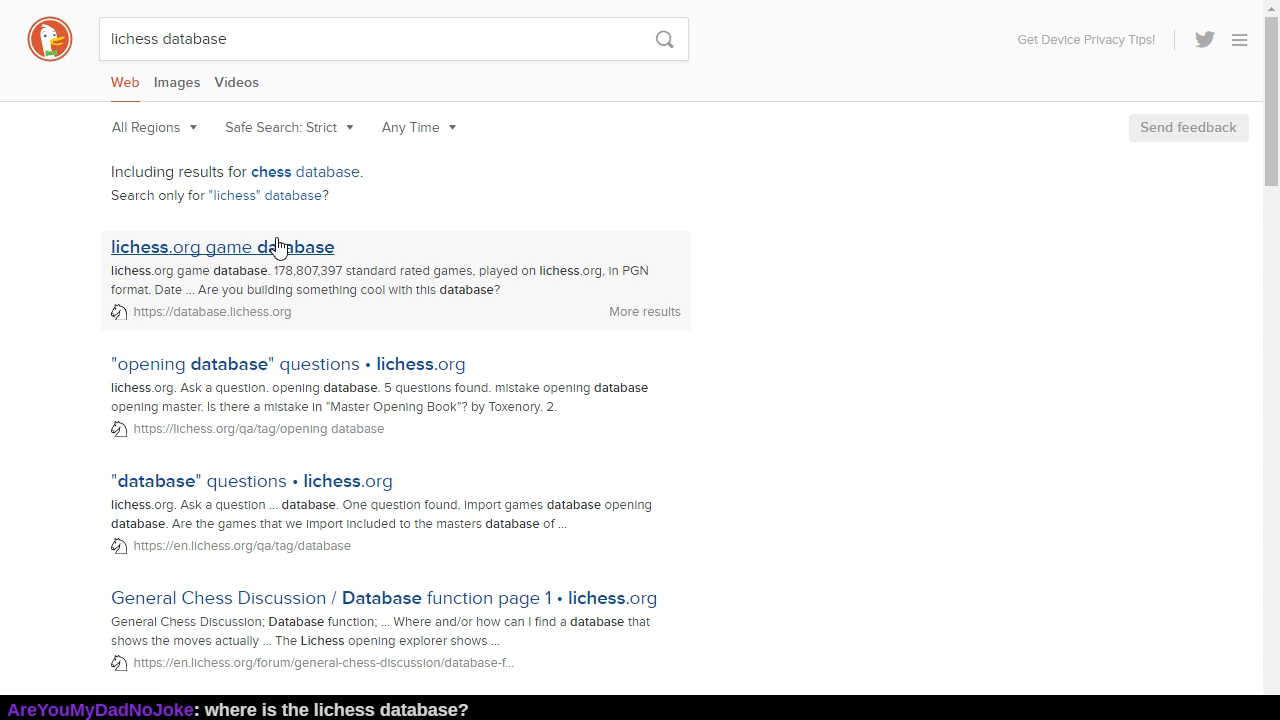 lichess database
Get Device Privacy Tips!
Web Images Videos
All Regions Safe Search: Strict Any Time
Send feedback
Including results for chess database.
Search only for "lichess" database?
lichess.org game database
lichess.org game database. 178,807,397 standard rated games, played on lichess.org, in PGN
format. Date ... Are you building something cool with this database?
https://database.lichess.org More results
"opening database" questions • lichess.org
lichess.org. Ask a question. opening database. 5 questions found. mistake opening database
opening master. Is there a mistake in "Master Opening Book"? by Toxenory. 2.
https://lichess.org/qa/tag/opening database
"database" questions • lichess.org
lichess.org. Ask a question ... database. One question found. import games database opening
database. Are the games that we import included to the masters database of ...
https://en.lichess.org/qa/tag/database
General Chess Discussion / Database function page 1 • lichess.org
General Chess Discussion; Database function; ... Where and/or how can I find a database that
shows the moves actually ... The Lichess opening explorer shows ...
https://en.lichess.org/forum/general-chess-discussion/database-f...
AreYouMyDadNoJoke: where is the lichess database?